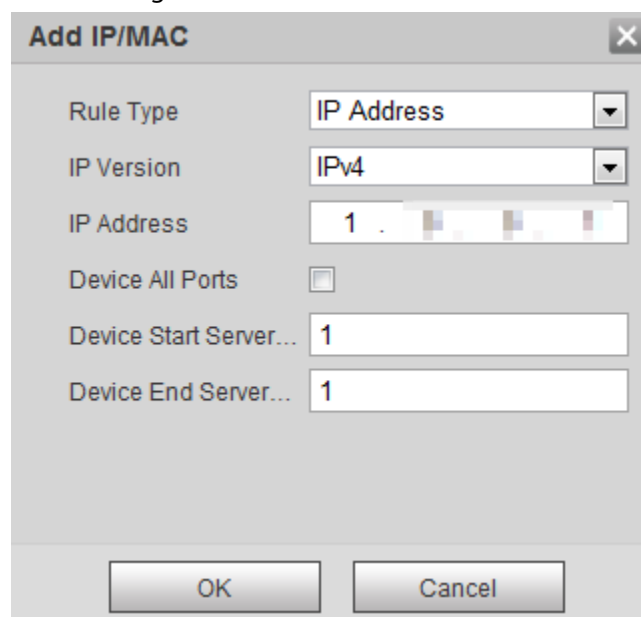 Add IP/MAC
Rule Type IP Address
IP Version IPv4
IP Address 1 .
Device All Ports
Device Start Server... 1
Device End Server... 1
OK Cancel